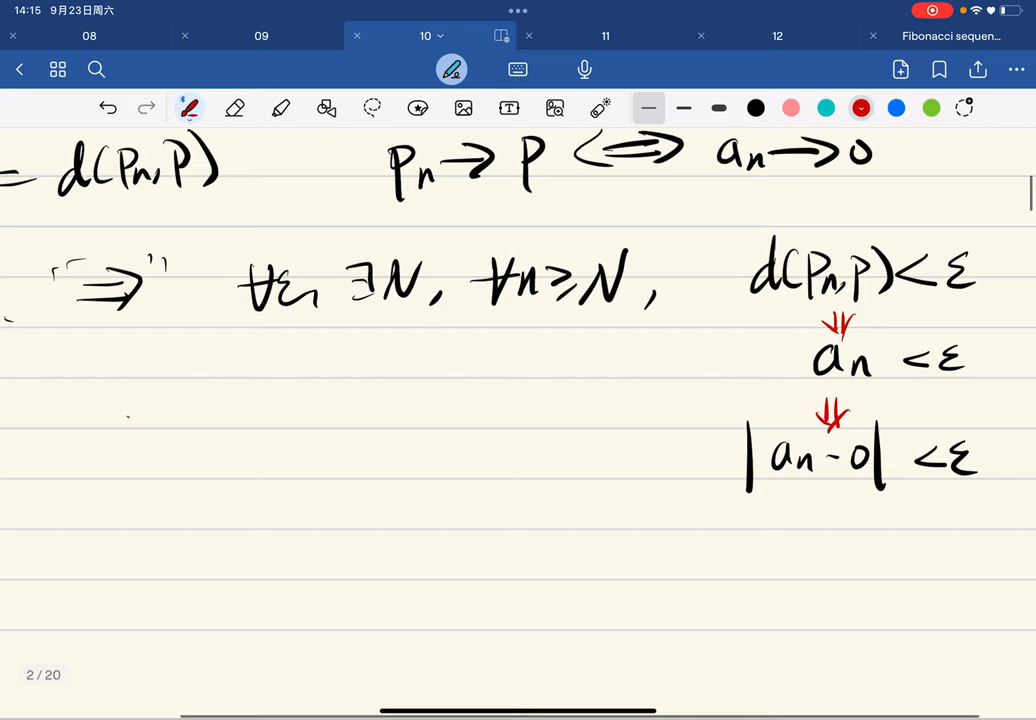 14:15 9月23日周六
08 09 10 11 12 Fibonacci sequen...
= d(pn, p) pn → p ⟺ an → 0
"⇒" ∀ε, ∃N, ∀n ≥ N, d(pn, p) < ε
⇓
an < ε
⇓
|an - 0| < ε
2 / 20